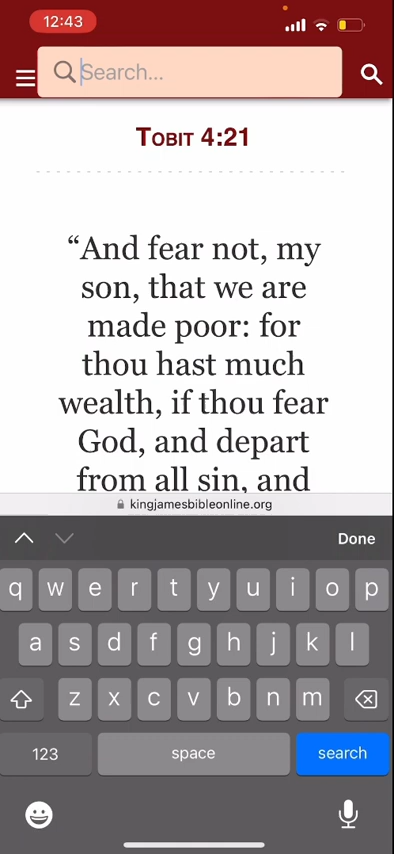 12:43
Search...
TOBIT 4:21
“And fear not, my
son, that we are
made poor: for
thou hast much
wealth, if thou fear
God, and depart
from all sin, and
kingjamesbibleonline.org
Done
q w e r t y u i o p
a s d f g h j k l
z x c v b n m
123 space search